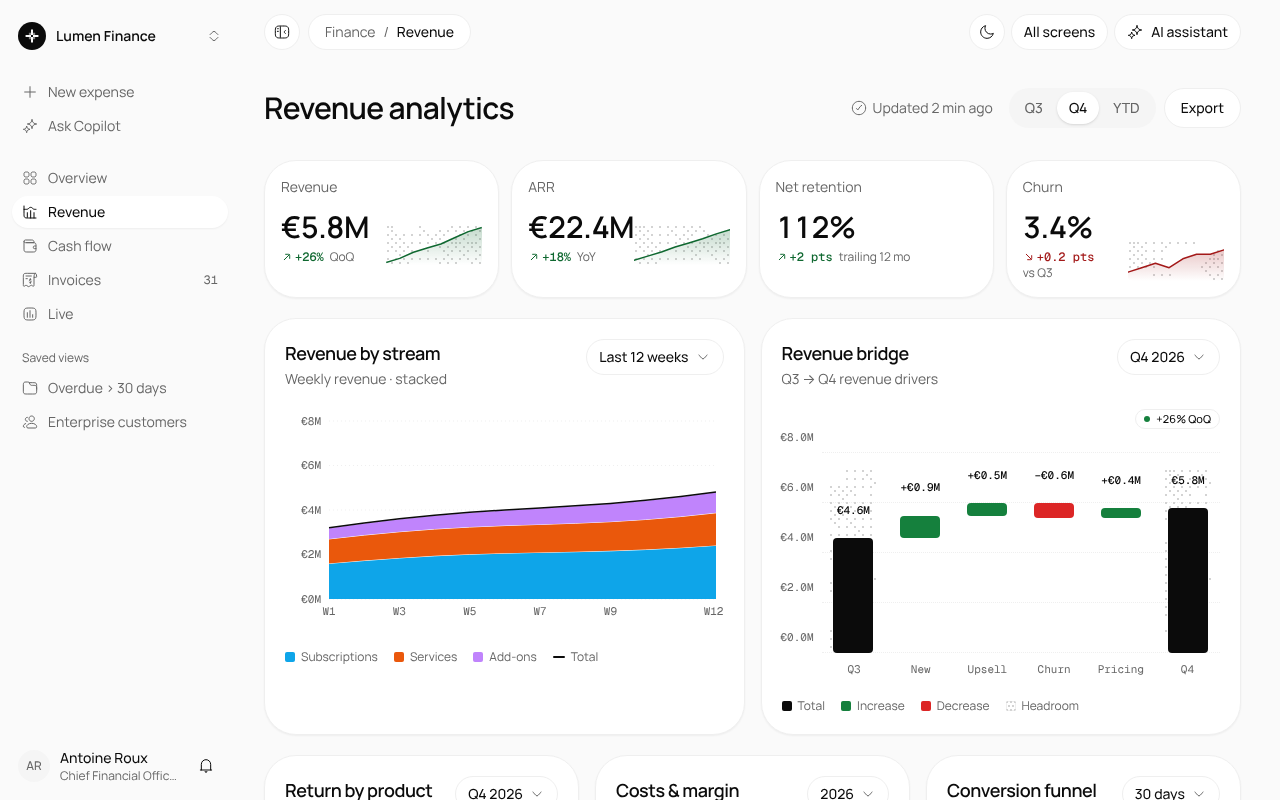 Lumen Finance
New expense
Ask Copilot
Overview
Revenue
Cash flow
Invoices 31
Live
Saved views
Overdue > 30 days
Enterprise customers
AR
Antoine Roux
Chief Financial Offic...
Finance / Revenue
All screens
AI assistant
Revenue analytics
Updated 2 min ago
Q3 Q4 YTD
Export
Revenue
€5.8M
+26% QoQ
ARR
€22.4M
+18% YoY
Net retention
112%
+2 pts trailing 12 mo
Churn
3.4%
+0.2 pts
vs Q3
Revenue by stream
Weekly revenue · stacked
Last 12 weeks
€8M
€6M
€4M
€2M
€0M
W1 W3 W5 W7 W9 W12
Subscriptions Services Add-ons Total
Revenue bridge
Q3 → Q4 revenue drivers
Q4 2026
+26% QoQ
€8.0M
€6.0M
€4.0M
€2.0M
€0.0M
€4.6M +€0.9M +€0.5M −€0.6M +€0.4M €5.8M
Q3 New Upsell Churn Pricing Q4
Total Increase Decrease Headroom
Return by product
Q4 2026
Costs & margin
2026
Conversion funnel
30 days